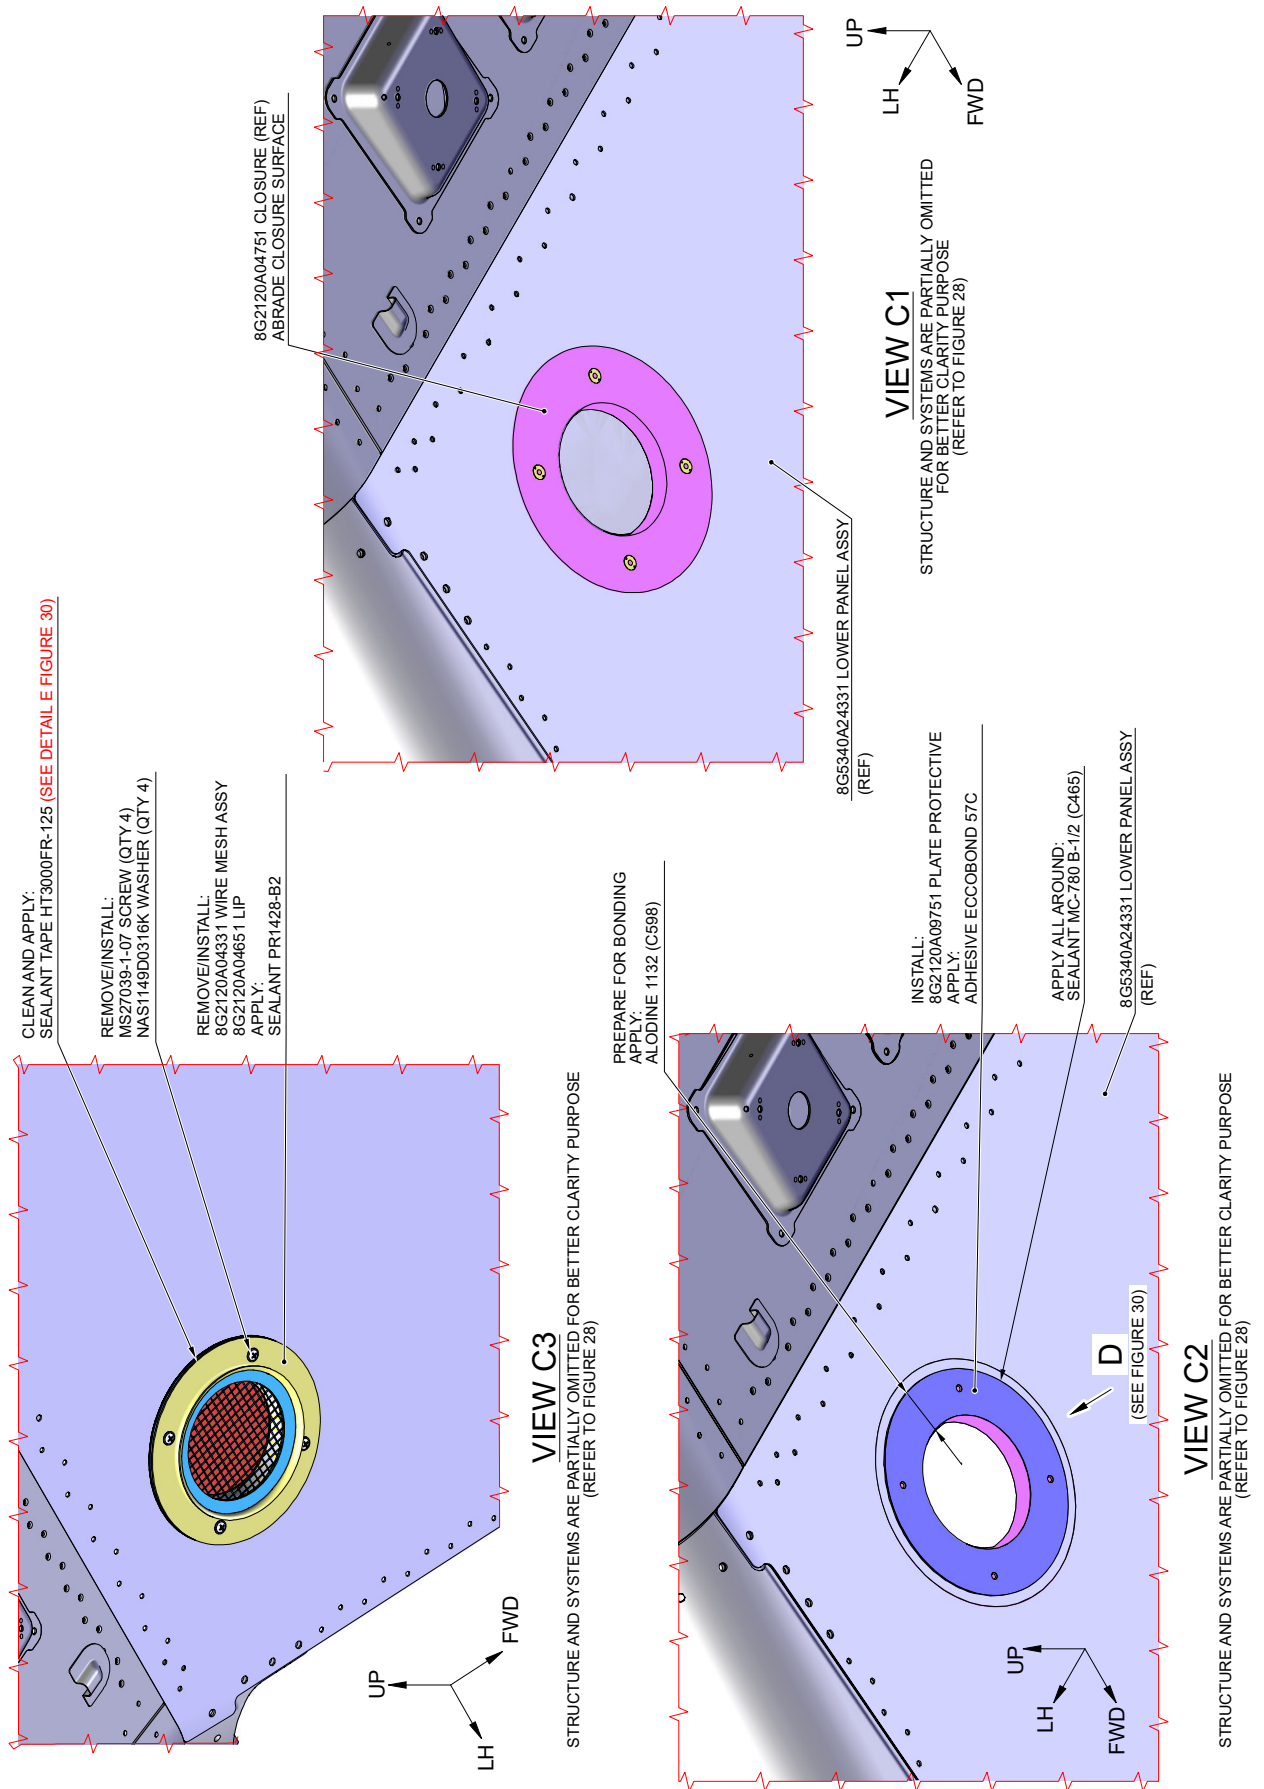 CLEAN AND APPLY:
SEALANT TAPE HT3000FR-125 (SEE DETAIL E FIGURE 30)
REMOVE/INSTALL:
MS27039-1-07 SCREW (QTY 4)
NAS1149D0316K WASHER (QTY 4)
REMOVE/INSTALL:
8G2120A04331 WIRE MESH ASSY
8G2120A04651 LIP
APPLY:
SEALANT PR1428-B2
UP
LH
FWD
VIEW C3
STRUCTURE AND SYSTEMS ARE PARTIALLY OMITTED FOR BETTER CLARITY PURPOSE
(REFER TO FIGURE 28)
8G2120A04751 CLOSURE (REF)
ABRADE CLOSURE SURFACE
8G5340A24331 LOWER PANEL ASSY
(REF)
VIEW C1
STRUCTURE AND SYSTEMS ARE PARTIALLY OMITTED
FOR BETTER CLARITY PURPOSE
(REFER TO FIGURE 28)
UP
LH
FWD
PREPARE FOR BONDING
APPLY:
ALODINE 1132 (C598)
INSTALL:
8G2120A09751 PLATE PROTECTIVE
APPLY:
ADHESIVE ECCOBOND 57C
APPLY ALL AROUND:
SEALANT MC-780 B-1/2 (C465)
8G5340A24331 LOWER PANEL ASSY
(REF)
D
(SEE FIGURE 30)
UP
LH
FWD
VIEW C2
STRUCTURE AND SYSTEMS ARE PARTIALLY OMITTED FOR BETTER CLARITY PURPOSE
(REFER TO FIGURE 28)